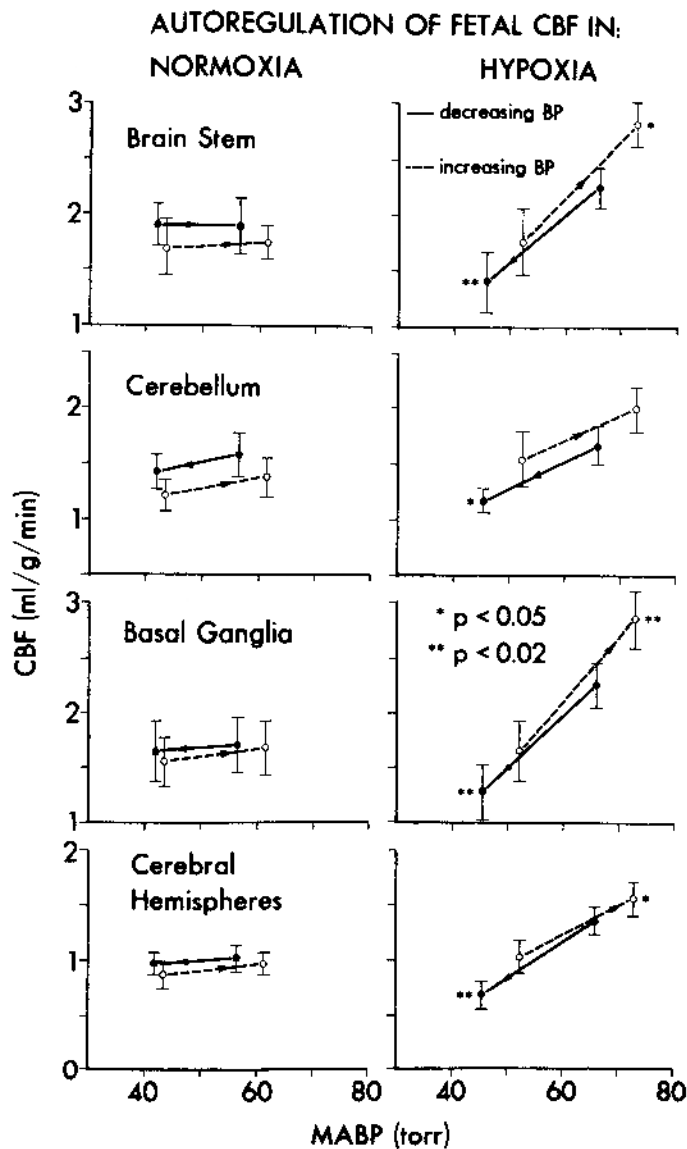 AUTOREGULATION OF FETAL CBF IN:
NORMOXIA
HYPOXIA
3
2
1
Brain Stem
decreasing BP
increasing BP
*
**
2
1
Cerebellum
*
CBF (ml/g/min)
3
2
1
Basal Ganglia
* p < 0.05
** p < 0.02
**
**
2
1
0
Cerebral
Hemispheres
*
**
40 60 80
40 60 80
MABP (torr)